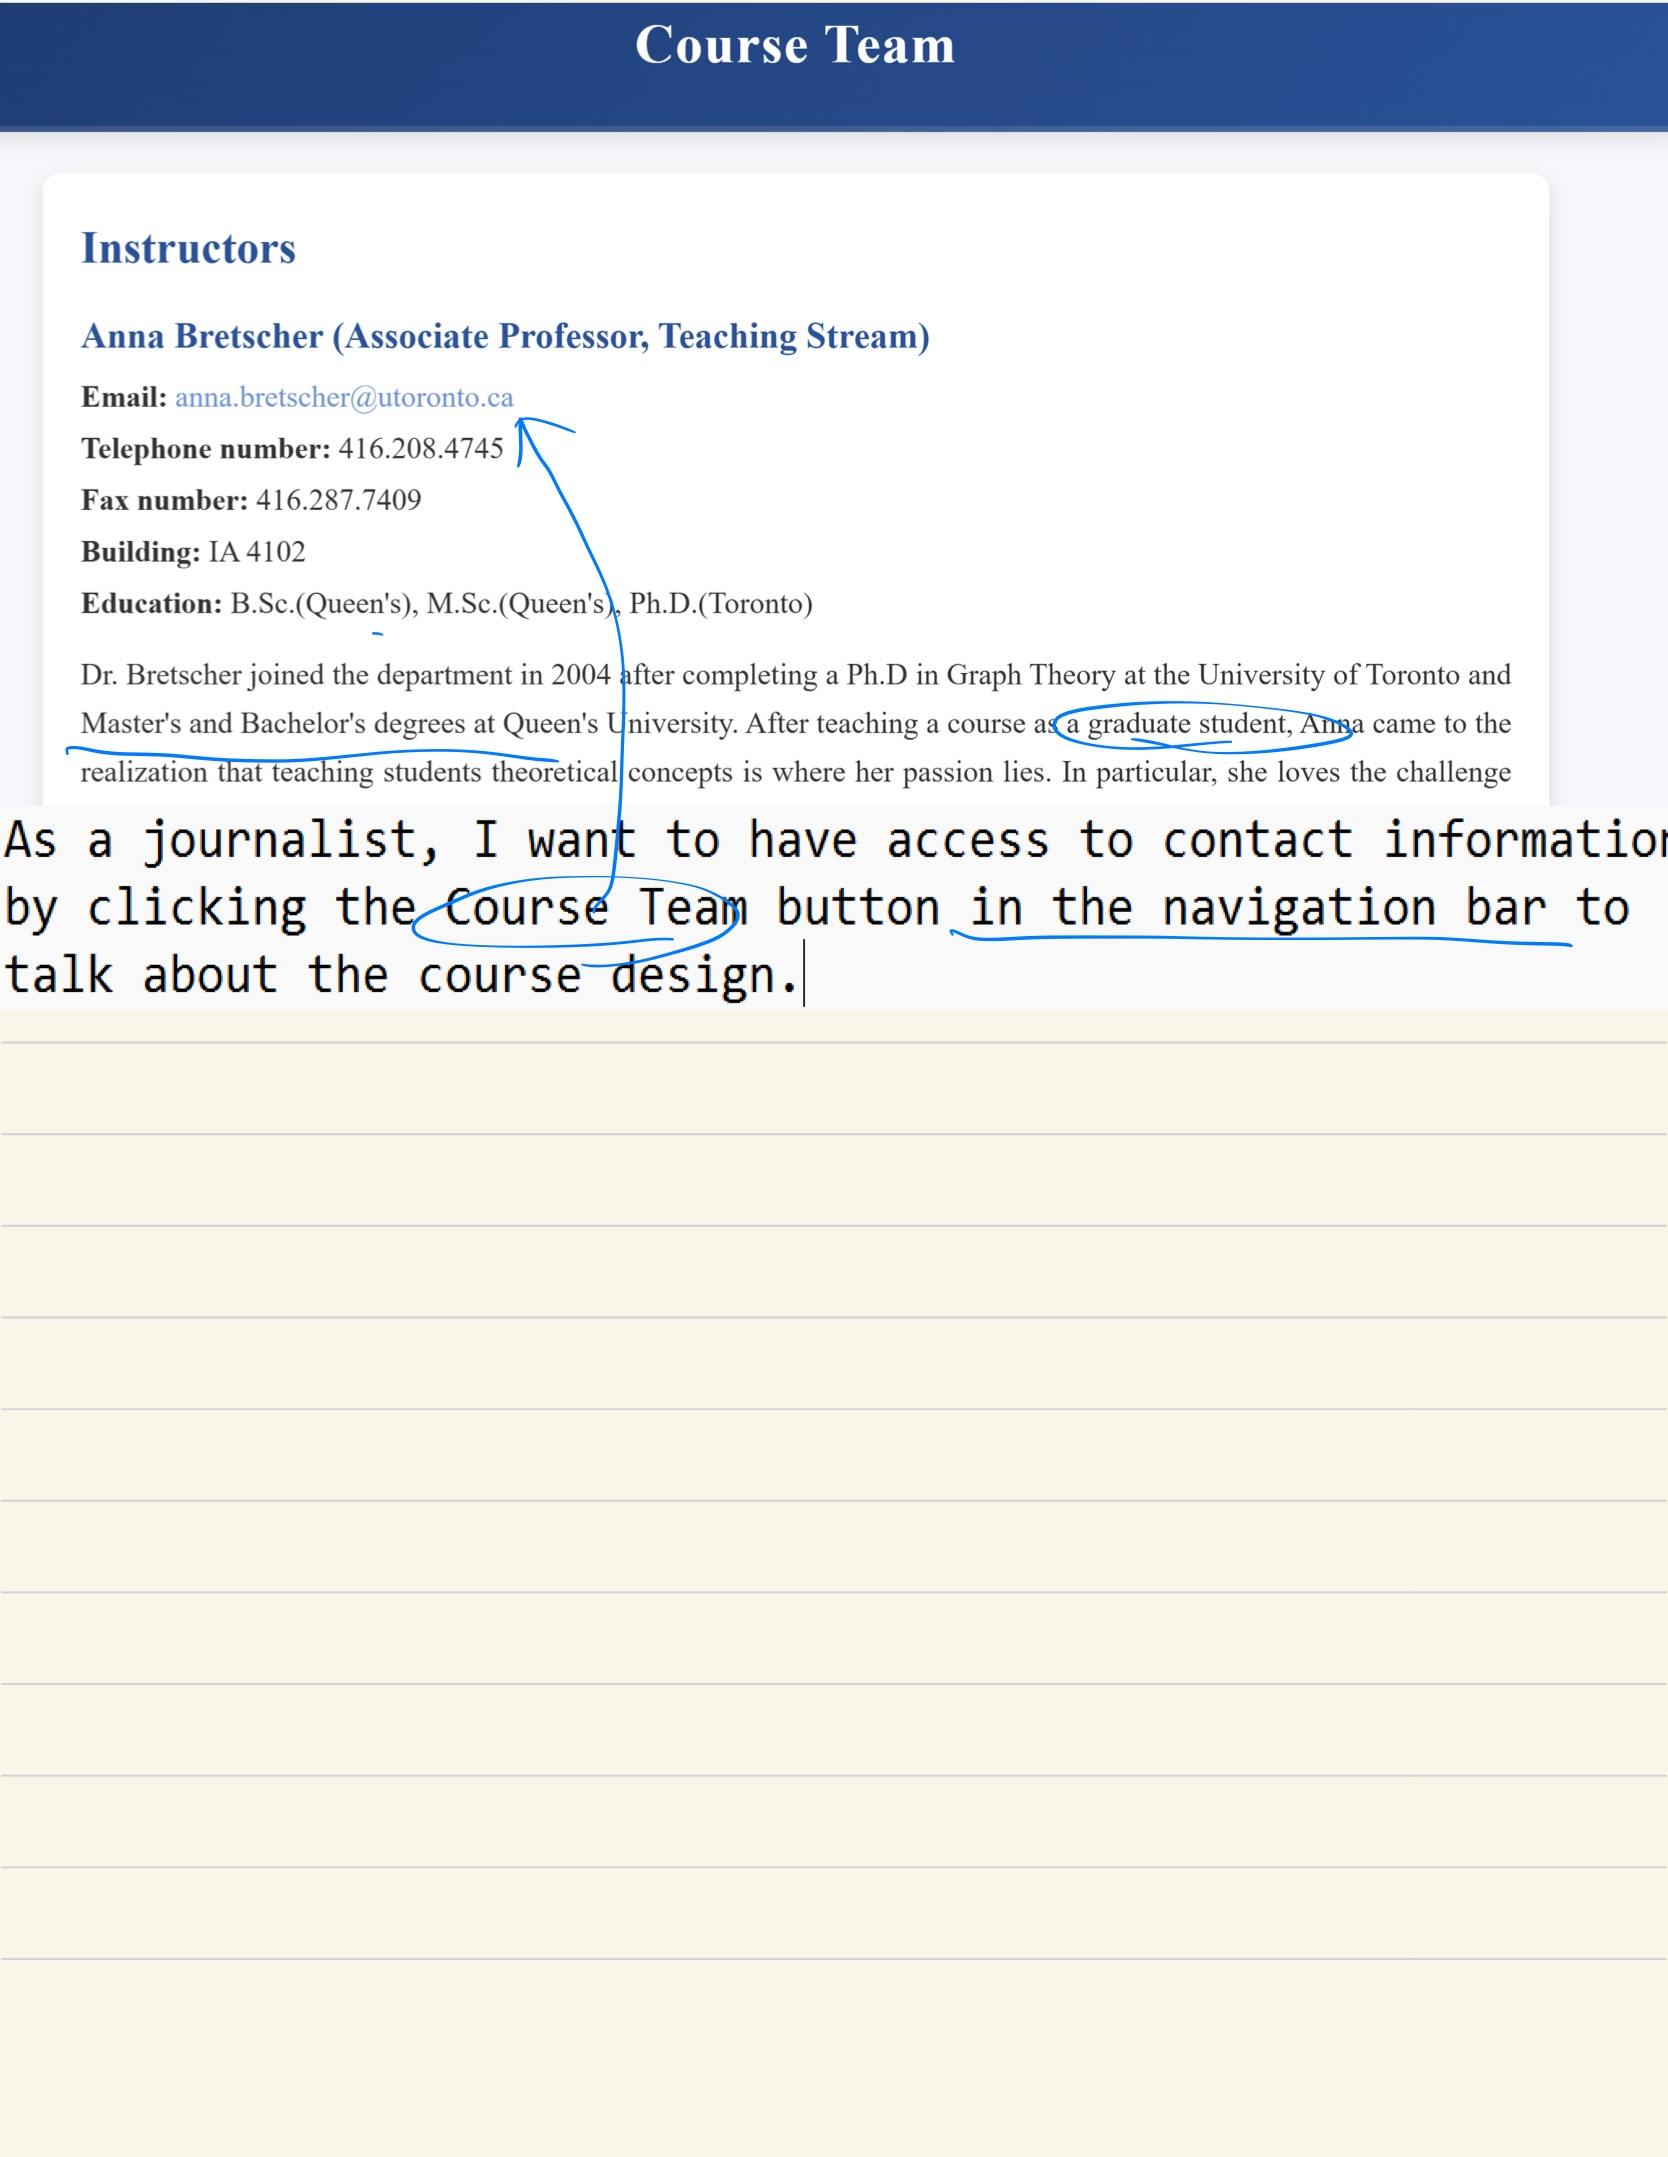 Course Team
Instructors
Anna Bretscher (Associate Professor, Teaching Stream)
Email: anna.bretscher@utoronto.ca
Telephone number: 416.208.4745
Fax number: 416.287.7409
Building: IA 4102
Education: B.Sc.(Queen's), M.Sc.(Queen's), Ph.D.(Toronto)
Dr. Bretscher joined the department in 2004 after completing a Ph.D in Graph Theory at the University of Toronto and
Master's and Bachelor's degrees at Queen's University. After teaching a course as a graduate student, Anna came to the
realization that teaching students theoretical concepts is where her passion lies. In particular, she loves the challenge
As a journalist, I want to have access to contact information
by clicking the Course Team button in the navigation bar to
talk about the course design.